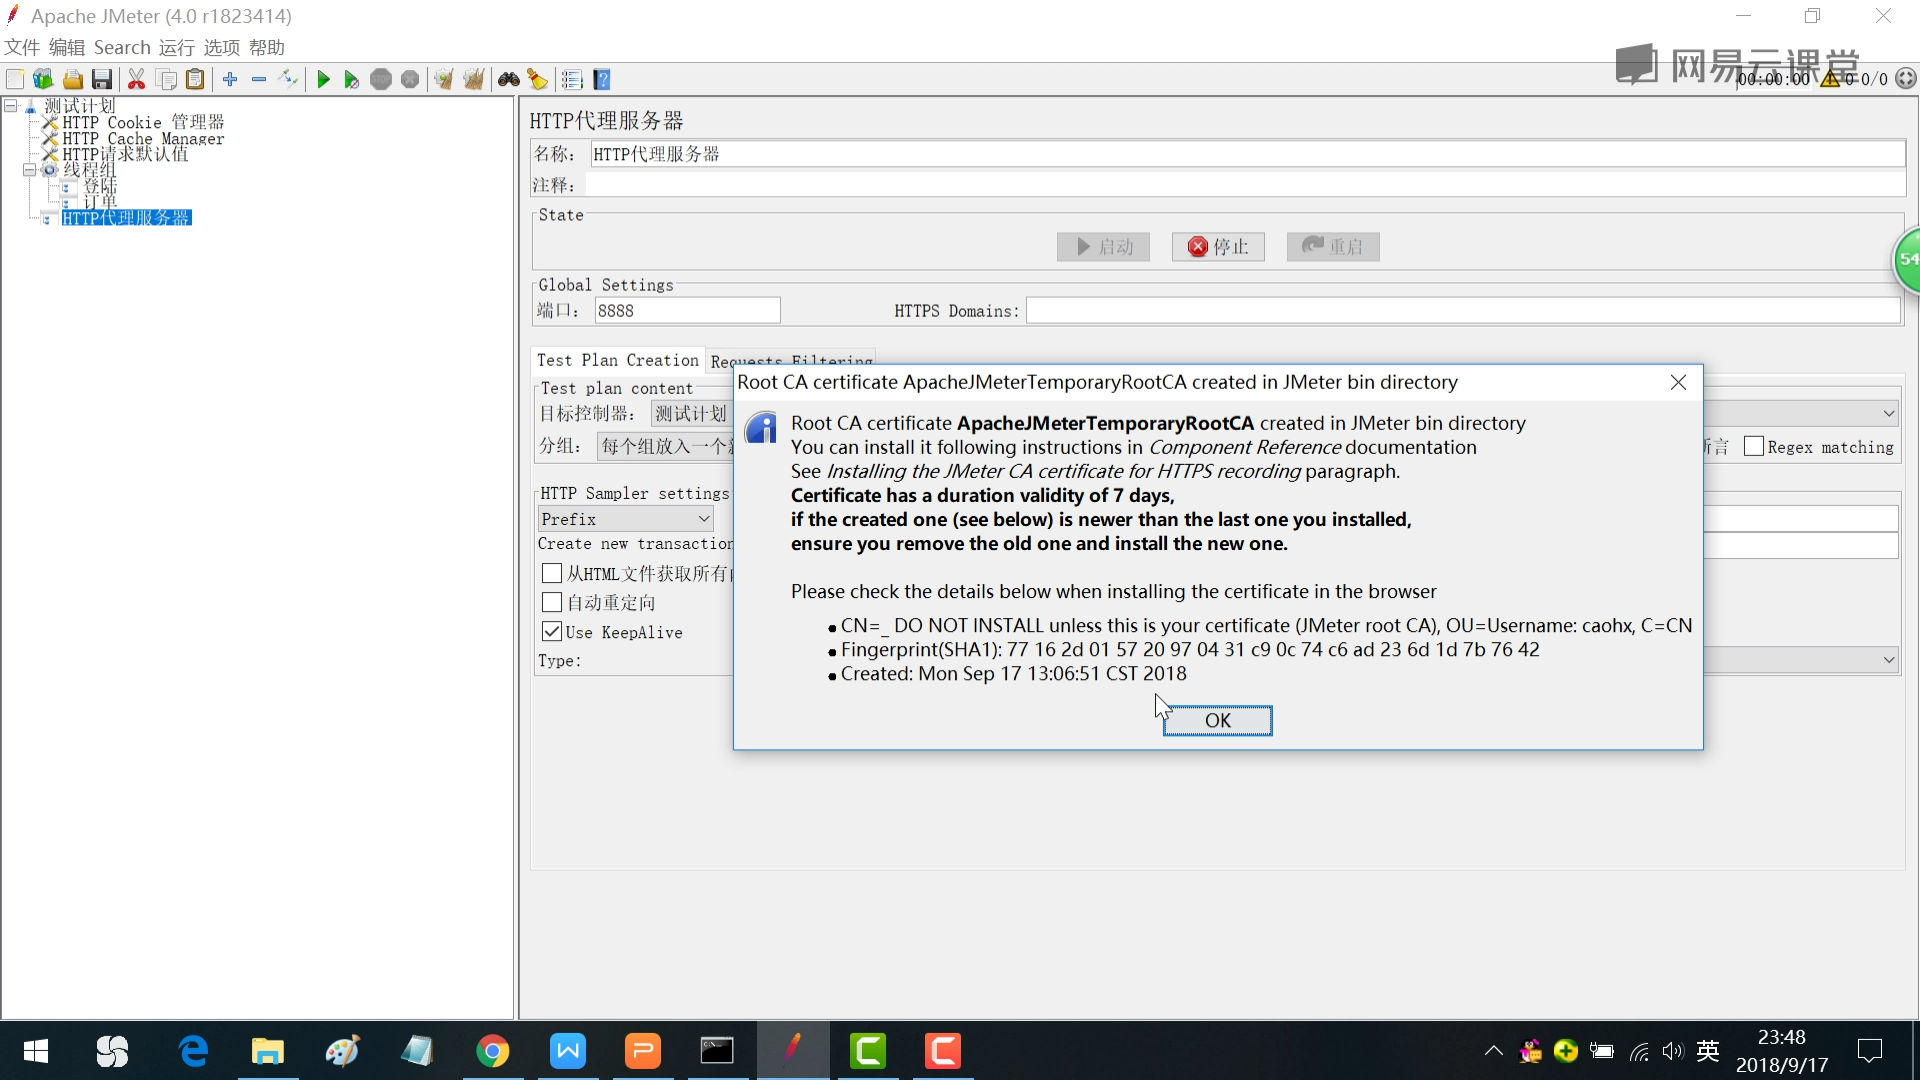 Apache JMeter (4.0 r1823414)
文件 编辑 Search 运行 选项 帮助
网易云课堂
00:00:00 0 0/0
测试计划
HTTP Cookie 管理器
HTTP Cache Manager
HTTP请求默认值
线程组
登陆
订单
HTTP代理服务器
HTTP代理服务器
名称： HTTP代理服务器
注释：
State
启动 停止 重启
54
Global Settings
端口： 8888 HTTPS Domains:
Test Plan Creation Requests Filtering
Test plan content
目标控制器： 测试计划
分组： 每个组放入一个 言 Regex matching
HTTP Sampler settings
Prefix
Create new transaction
从HTML文件获取所有
自动重定向
Use KeepAlive
Type:
Root CA certificate ApacheJMeterTemporaryRootCA created in JMeter bin directory
Root CA certificate ApacheJMeterTemporaryRootCA created in JMeter bin directory
You can install it following instructions in Component Reference documentation
See Installing the JMeter CA certificate for HTTPS recording paragraph.
Certificate has a duration validity of 7 days,
if the created one (see below) is newer than the last one you installed,
ensure you remove the old one and install the new one.
Please check the details below when installing the certificate in the browser
CN=_ DO NOT INSTALL unless this is your certificate (JMeter root CA), OU=Username: caohx, C=CN
Fingerprint(SHA1): 77 16 2d 01 57 20 97 04 31 c9 0c 74 c6 ad 23 6d 1d 7b 76 42
Created: Mon Sep 17 13:06:51 CST 2018
OK
英
23:48
2018/9/17